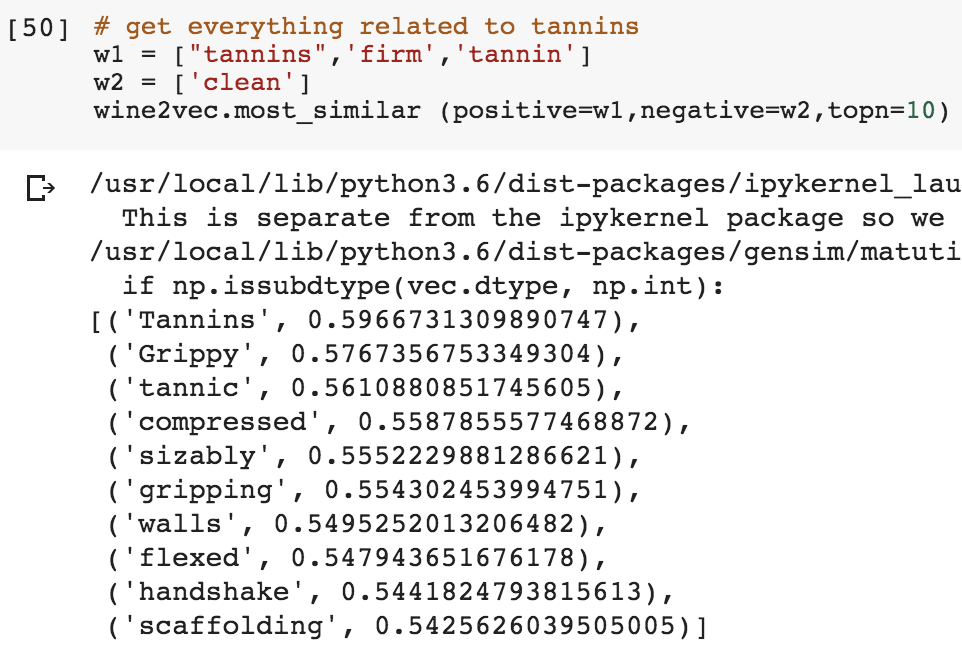 [50] # get everything related to tannins
w1 = ["tannins",'firm','tannin']
w2 = ['clean']
wine2vec.most_similar (positive=w1,negative=w2,topn=10)
/usr/local/lib/python3.6/dist-packages/ipykernel_lau
This is separate from the ipykernel package so we
/usr/local/lib/python3.6/dist-packages/gensim/matuti
if np.issubdtype(vec.dtype, np.int):
[('Tannins', 0.5966731309890747),
('Grippy', 0.5767356753349304),
('tannic', 0.5610880851745605),
('compressed', 0.5587855577468872),
('sizably', 0.5552229881286621),
('gripping', 0.554302453994751),
('walls', 0.5495252013206482),
('flexed', 0.547943651676178),
('handshake', 0.5441824793815613),
('scaffolding', 0.5425626039505005)]